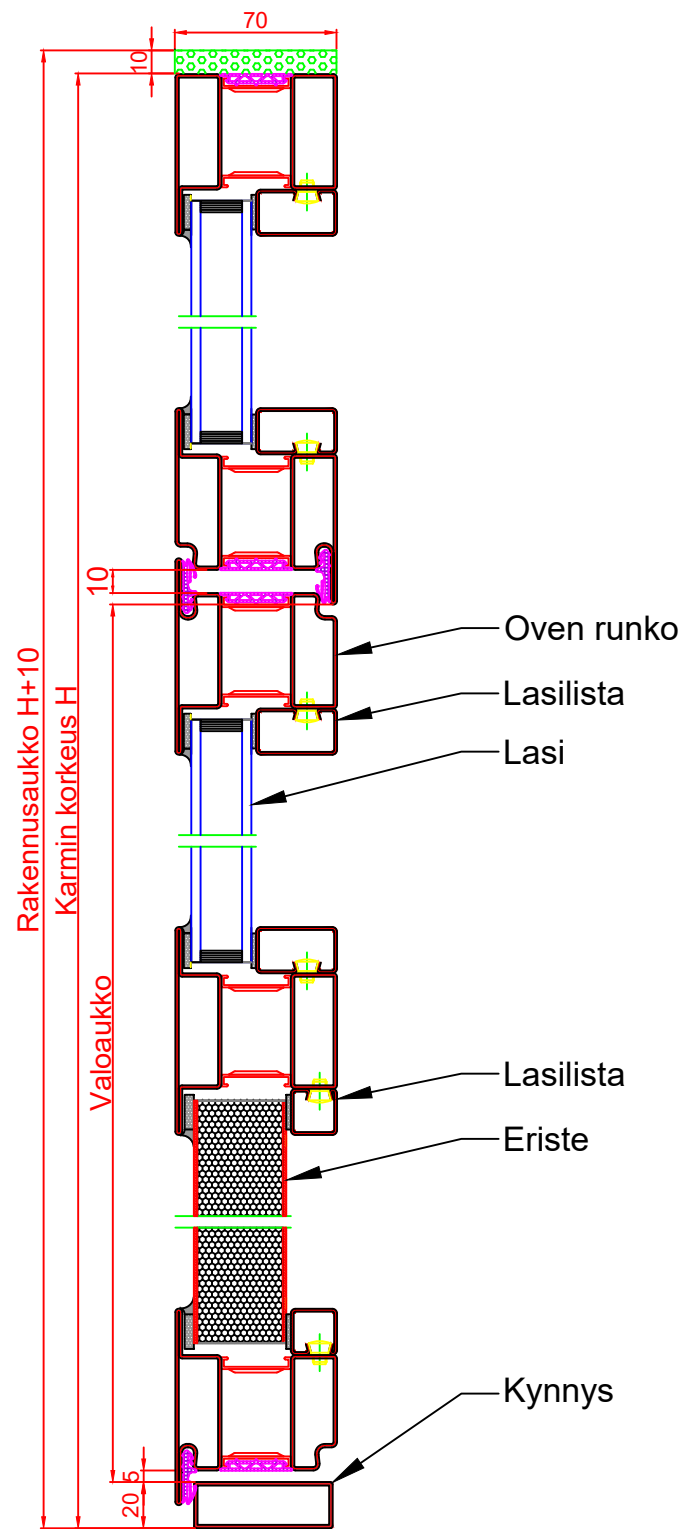 70
10
Rakennusaukko H+10
Karmin korkeus H
10
Valoaukko
Oven runko
Lasilista
Lasi
Lasilista
Eriste
Kynnys
5
20